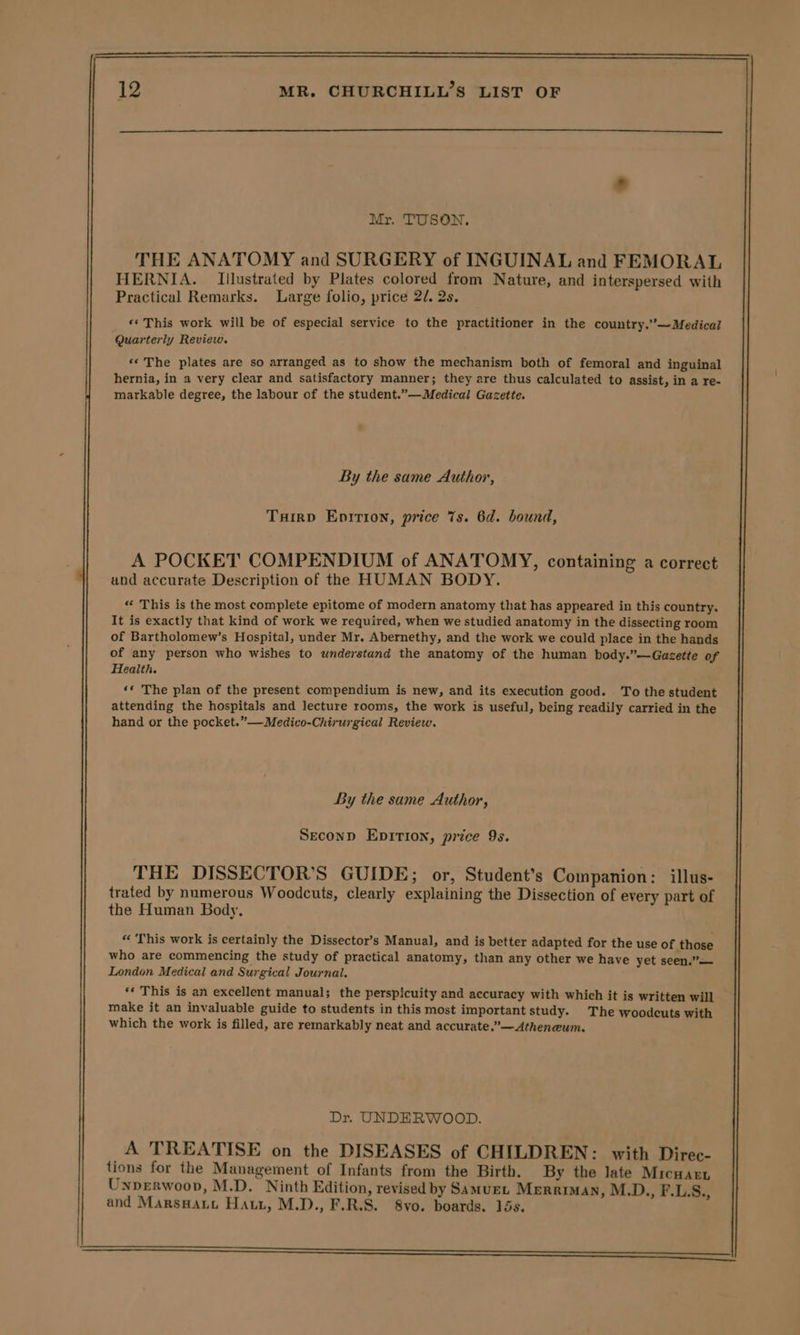 12 MR. CHURCHILL'S LIST OF
Mr. TUSON.
THE ANATOMY and SURGERY of INGUINAL and FEMORAL
HERNIA. Illustrated by Plates colored from Nature, and interspersed with
Practical Remarks. Large folio, price 2l. 2s.
“This work will be of especial service to the practitioner in the country.”—Medical
Quarterly Review.
“The plates are so arranged as to show the mechanism both of femoral and inguinal
hernia, in a very clear and satisfactory manner; they are thus calculated to assist, in a re-
markable degree, the labour of the student.”—Medical Gazette.
By the same Author,
THIRD EDITION, price 7s. 6d. bound,
A POCKET COMPENDIUM of ANATOMY, containing a correct
and accurate Description of the HUMAN BODY.
“This is the most complete epitome of modern anatomy that has appeared in this country.
It is exactly that kind of work we required, when we studied anatomy in the dissecting room
of Bartholomew's Hospital, under Mr. Abernethy, and the work we could place in the hands
of any person who wishes to understand the anatomy of the human body.”—Gazette of
Health.
“The plan of the present compendium is new, and its execution good. To the student
attending the hospitals and lecture rooms, the work is useful, being readily carried in the
hand or the pocket.”—Medico-Chirurgical Review.
By the same Author,
SECOND EDITION, price 9s.
THE DISSECTOR'S GUIDE; or, Student's Companion: illus-
trated by numerous Woodcuts, clearly explaining the Dissection of every part of
the Human Body.
“This work is certainly the Dissector's Manual, and is better adapted for the use of those
who are commencing the study of practical anatomy, than any other we have yet seen.”—
London Medical and Surgical Journal.
“This is an excellent manual; the perspicuity and accuracy with which it is written will
make it an invaluable guide to students in this most important study. The woodcuts with
which the work is filled, are remarkably neat and accurate.”—Athenæum.
Dr. UNDERWOOD.
A TREATISE on the DISEASES of CHILDREN: with Direc-
tions for the Management of Infants from the Birth. By the late MICHAEL
UNDERWOOD, M.D. Ninth Edition, revised by SAMUEL MERRIMAN, M.D., F.L.S.,
and MARSHALL HALL, M.D., F.R.S. 8vo. boards. 15s.